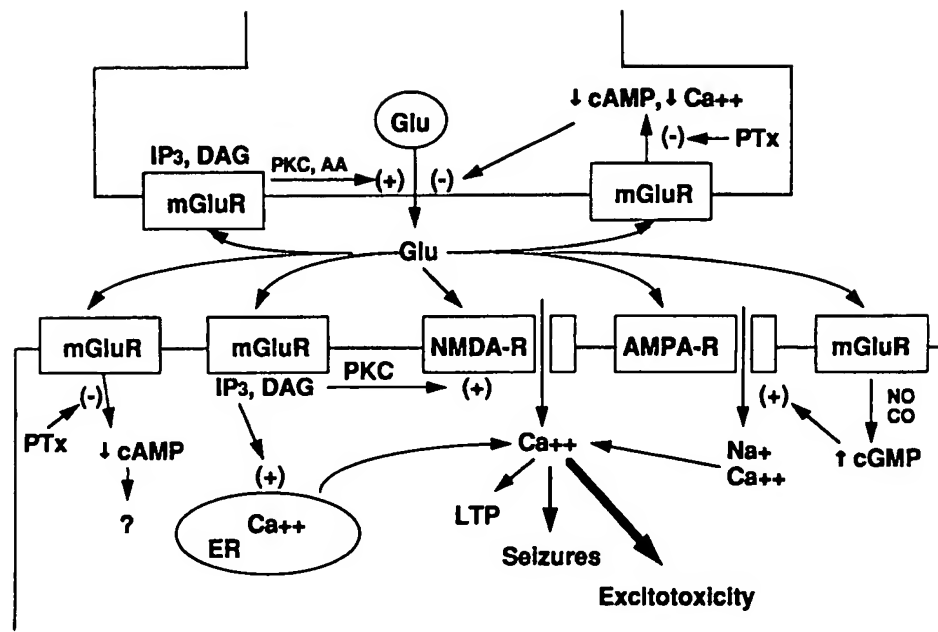 ↓ cAMP, ↓ Ca++
Glu
(-)
PTx
IP3, DAG
PKC, AA
(+)
(-)
mGluR
mGluR
Glu
mGluR
mGluR
NMDA-R
AMPA-R
mGluR
(-)
IP3, DAG
PKC
(+)
(+)
NO
CO
PTx
↓ cAMP
Ca++
Na+
Ca++
↑ cGMP
(+)
?
Ca++
ER
LTP
Seizures
Excitotoxicity